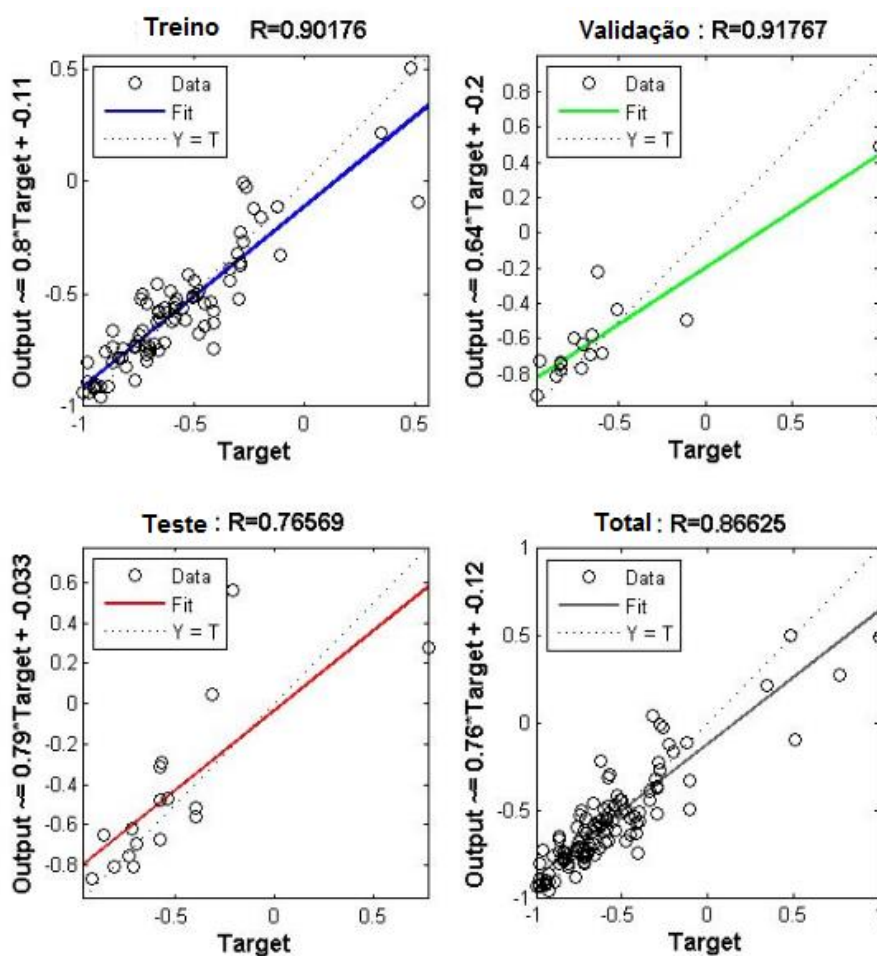 Treino R=0.90176
Output ~= 0.8*Target + -0.11
Data
Fit
Y = T
0.5
0
-0.5
-1
-1 -0.5 0 0.5
Target
Validação : R=0.91767
Output ~= 0.64*Target + -0.2
Data
Fit
Y = T
0.8
0.6
0.4
0.2
0
-0.2
-0.4
-0.6
-0.8
-0.5 0 0.5 1
Target
Teste : R=0.76569
Output ~= 0.79*Target + -0.033
Data
Fit
Y = T
0.6
0.4
0.2
0
-0.2
-0.4
-0.6
-0.8
-0.5 0 0.5
Target
Total : R=0.86625
Output ~= 0.76*Target + -0.12
Data
Fit
Y = T
1
0.5
0
-0.5
-1
-1 -0.5 0 0.5 1
Target